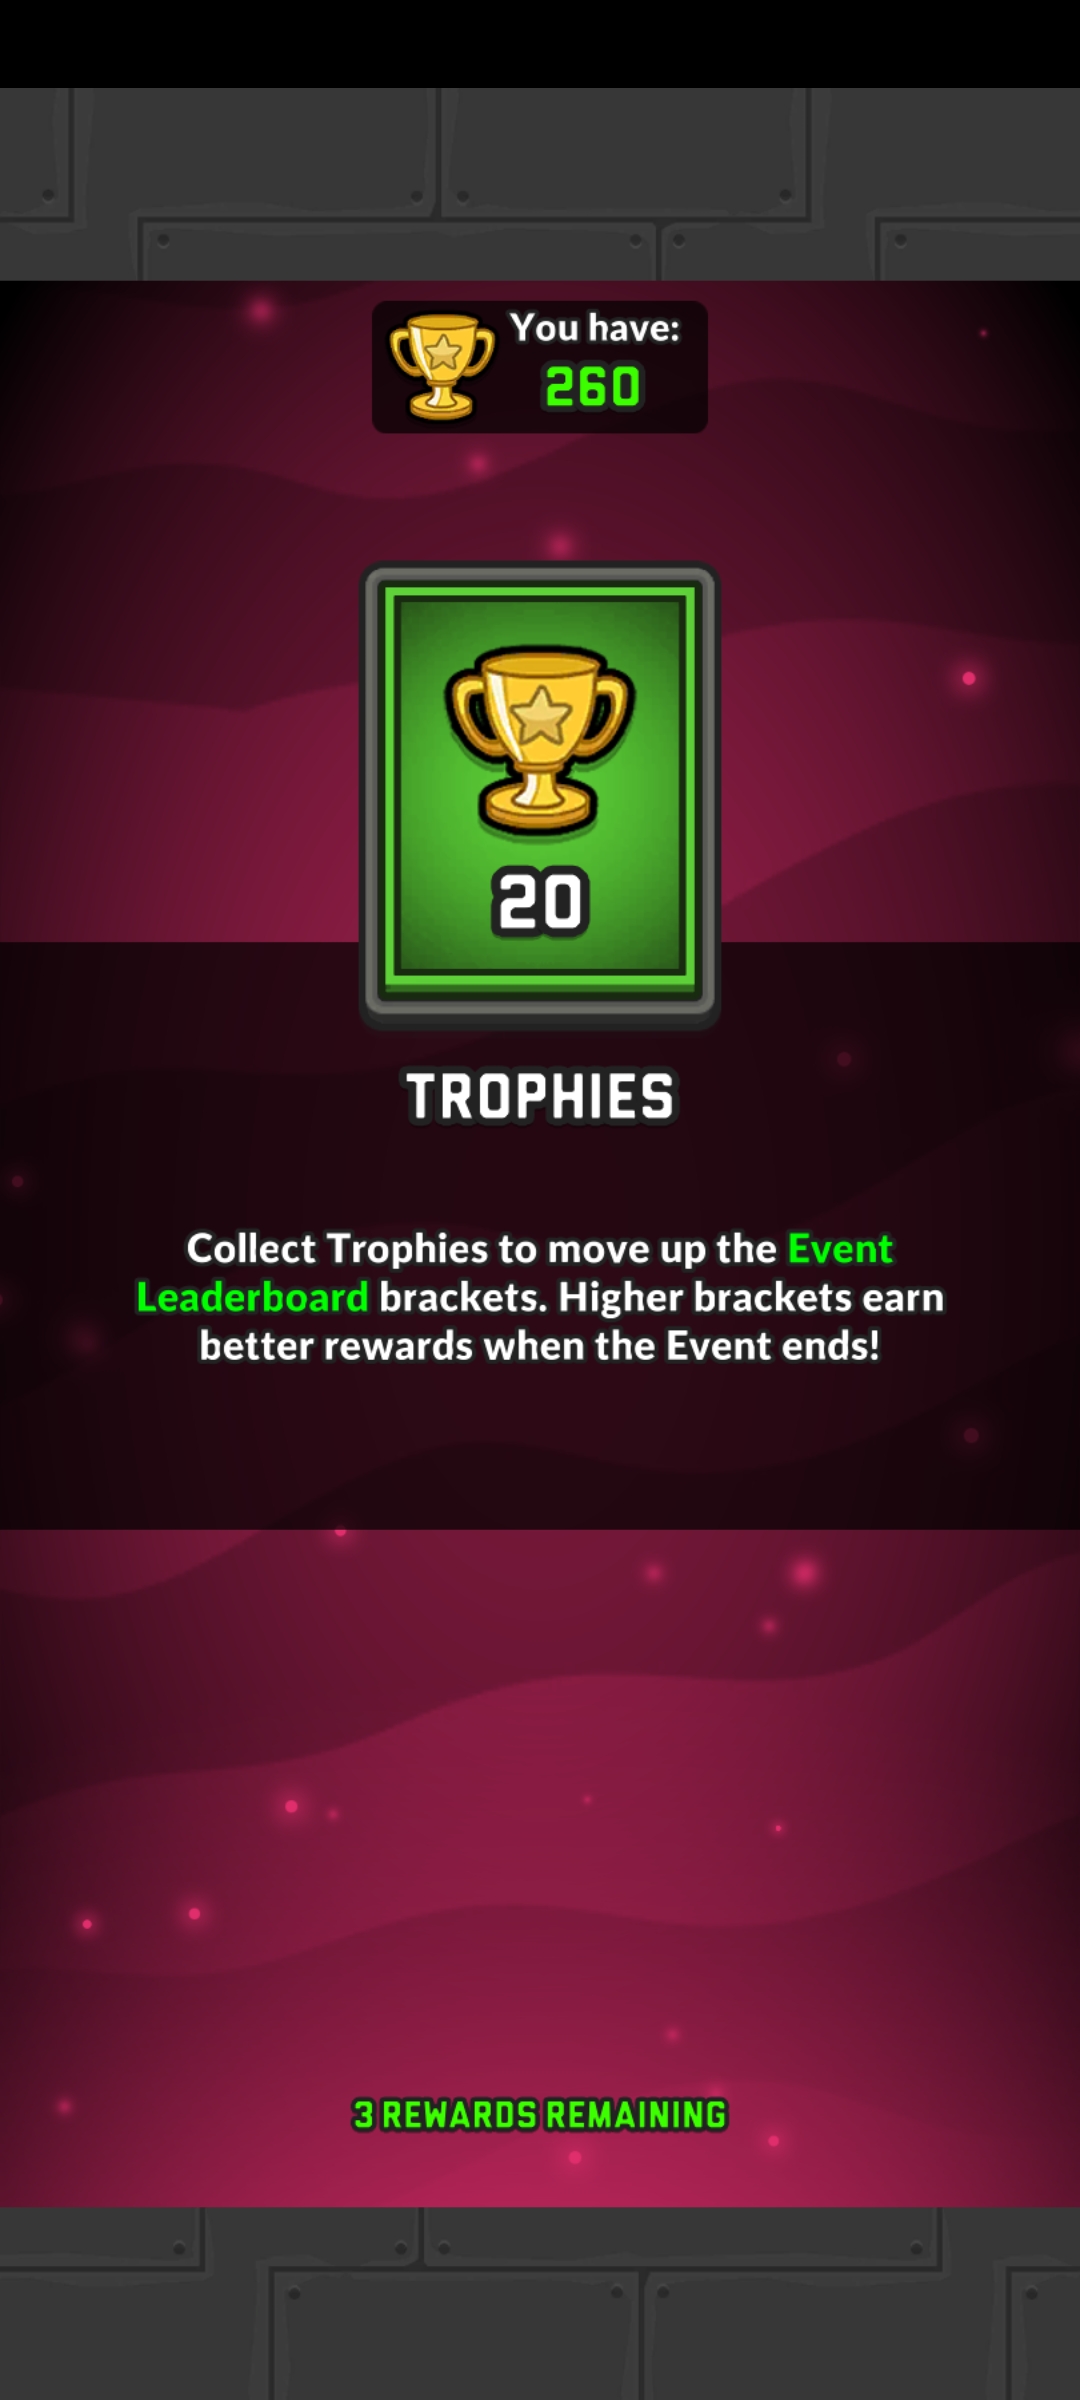 You have:
260
20
TROPHIES
Collect Trophies to move up the Event
Leaderboard brackets. Higher brackets earn
better rewards when the Event ends!
3 REWARDS REMAINING